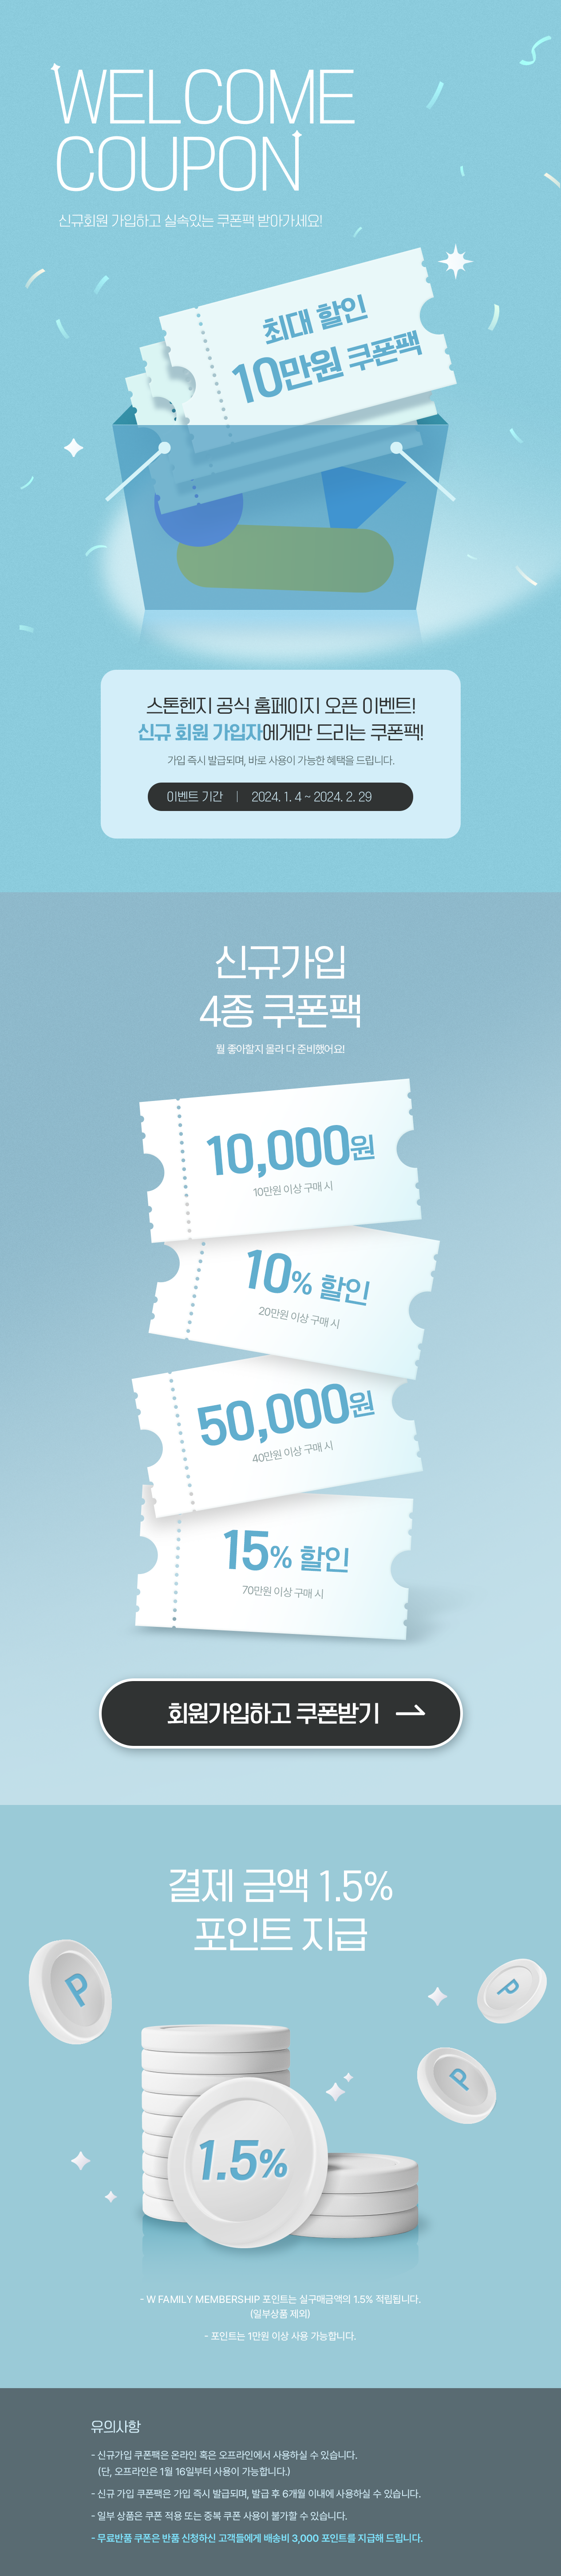 WELCOME
COUPON
신규회원 가입하고 실속있는 쿠폰팩 받아가세요!
최대 할인
10만원 쿠폰팩
스톤헨지 공식 홈페이지 오픈 이벤트!
신규 회원 가입자에게만 드리는 쿠폰팩!
가입 즉시 발급되며, 바로 사용이 가능한 혜택을 드립니다.
이벤트 기간 | 2024. 1. 4 ~ 2024. 2. 29
신규가입
4종 쿠폰팩
뭘 좋아할지 몰라 다 준비했어요!
10,000원
10만원 이상 구매 시
10% 할인
20만원 이상 구매 시
50,000원
40만원 이상 구매 시
15% 할인
70만원 이상 구매 시
회원가입하고 쿠폰받기
결제 금액 1.5%
포인트 지급
P
P
P
1.5%
- W FAMILY MEMBERSHIP 포인트는 실구매금액의 1.5% 적립됩니다.
(일부상품 제외)
- 포인트는 1만원 이상 사용 가능합니다.
유의사항
- 신규가입 쿠폰팩은 온라인 혹은 오프라인에서 사용하실 수 있습니다.
(단, 오프라인은 1월 16일부터 사용이 가능합니다.)
- 신규 가입 쿠폰팩은 가입 즉시 발급되며, 발급 후 6개월 이내에 사용하실 수 있습니다.
- 일부 상품은 쿠폰 적용 또는 중복 쿠폰 사용이 불가할 수 있습니다.
- 무료반품 쿠폰은 반품 신청하신 고객들에게 배송비 3,000 포인트를 지급해 드립니다.